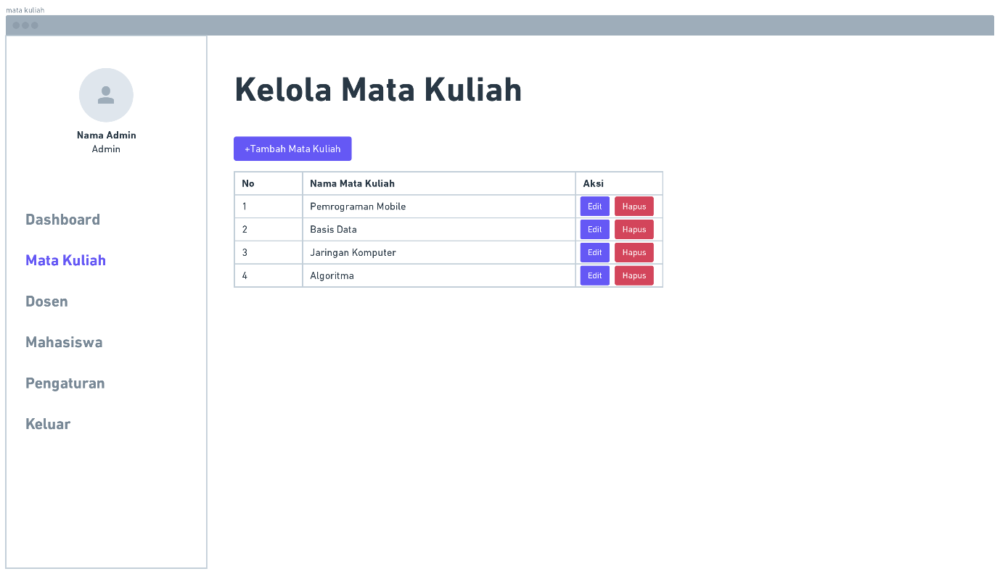 mata kuliah
Nama Admin
Admin
Dashboard
Mata Kuliah
Dosen
Mahasiswa
Pengaturan
Keluar
Kelola Mata Kuliah
+Tambah Mata Kuliah
No Nama Mata Kuliah Aksi
1 Pemrograman Mobile Edit Hapus
2 Basis Data Edit Hapus
3 Jaringan Komputer Edit Hapus
4 Algoritma Edit Hapus